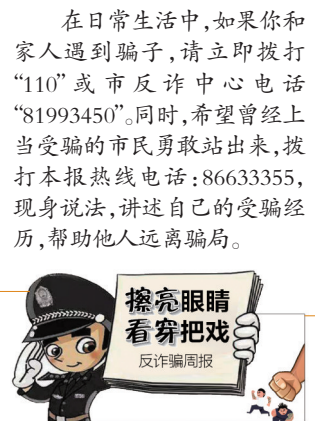 在日常生活中,如果你和
家人遇到骗子,请立即拨打
“110”或市反诈中心电话
“81993450”。同时,希望曾经上
当受骗的市民勇敢站出来,拨
打本报热线电话:86633355,
现身说法,讲述自己的受骗经
历,帮助他人远离骗局。
擦亮眼睛
看穿把戏
反诈骗周报